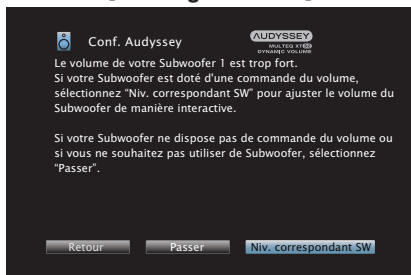 Conf. Audyssey
AUDYSSEY
MULTEQ XT32
DYNAMIC VOLUME
Le volume de votre Subwoofer 1 est trop fort.
Si votre Subwoofer est doté d'une commande du volume,
sélectionnez "Niv. correspondant SW" pour ajuster le volume du
Subwoofer de manière interactive.
Si votre Subwoofer ne dispose pas de commande du volume ou
si vous ne souhaitez pas utiliser de Subwoofer, sélectionnez
"Passer".
Retour
Passer
Niv. correspondant SW